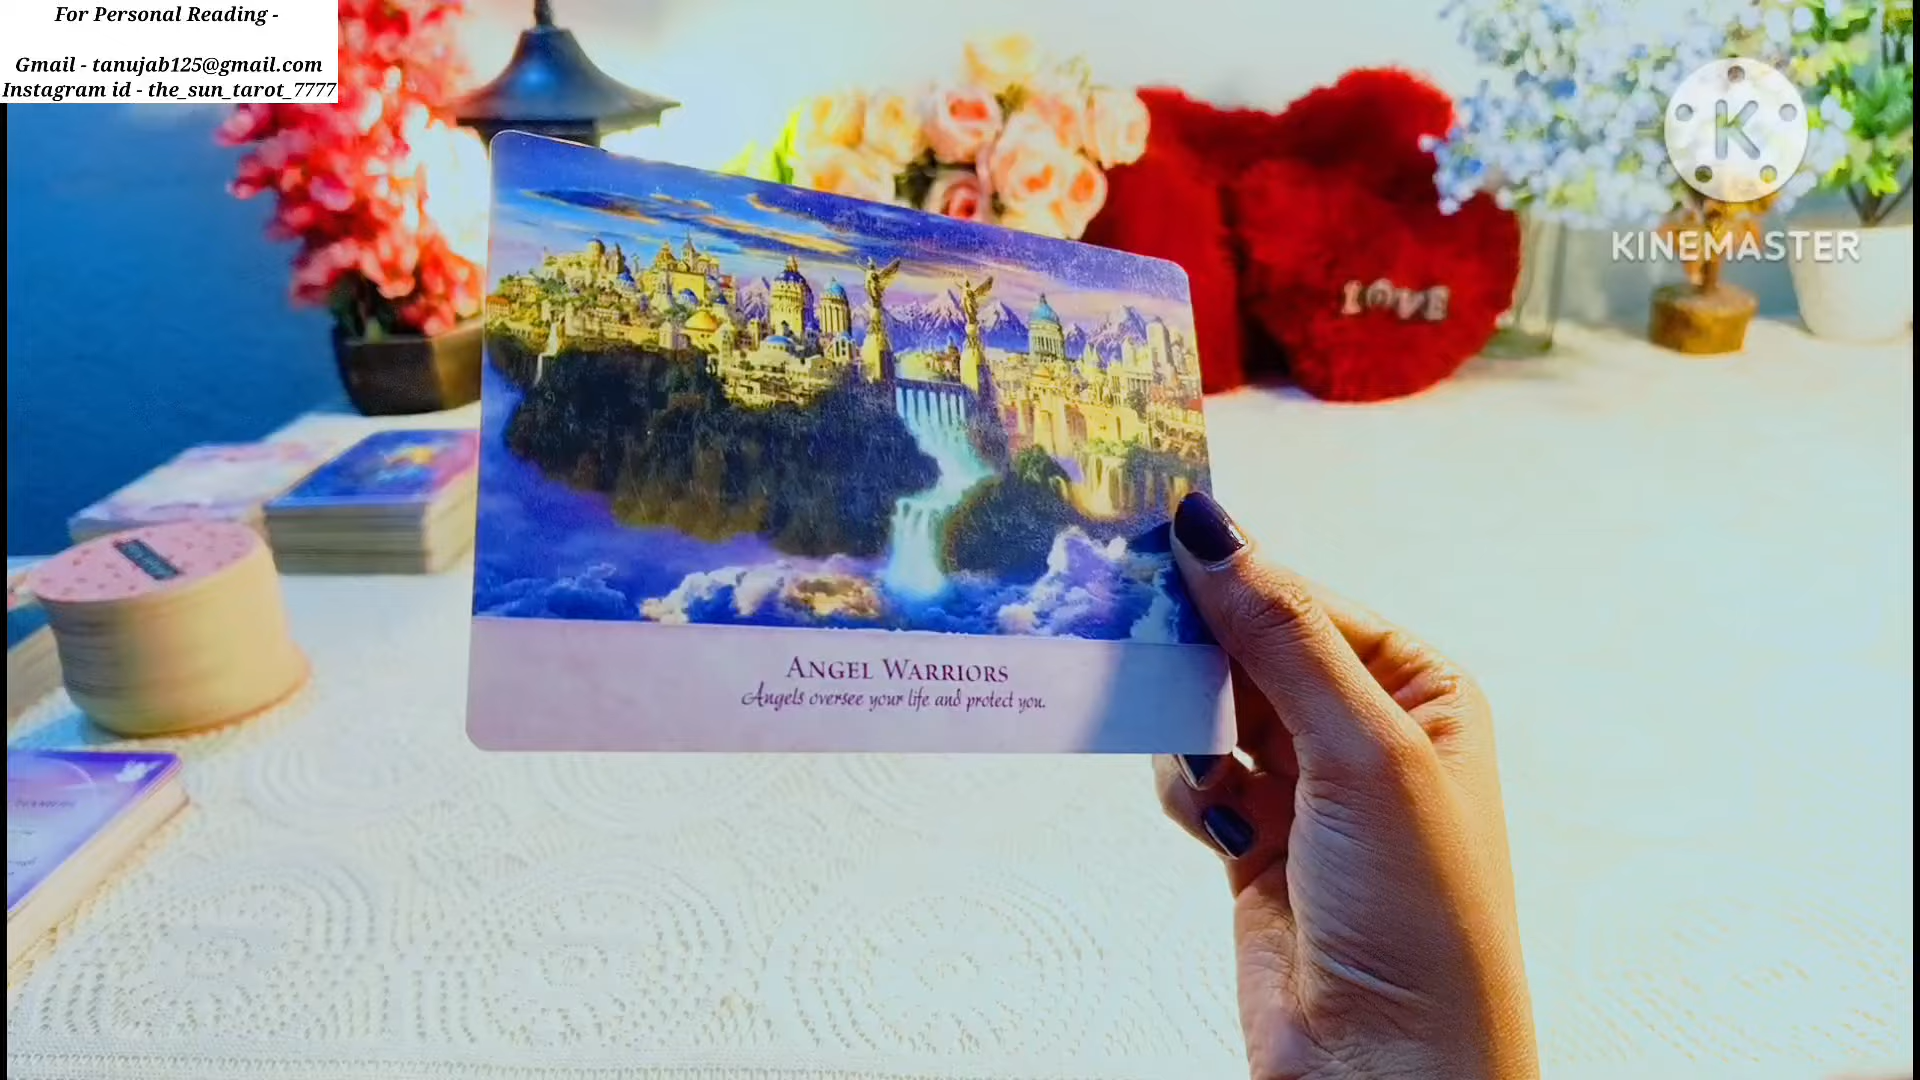 For Personal Reading -
Gmail - tanujab125@gmail.com
Instagram id - the_sun_tarot_7777
K
KINEMASTER
LOVE
ANGEL WARRIORS
Angels oversee your life and protect you.